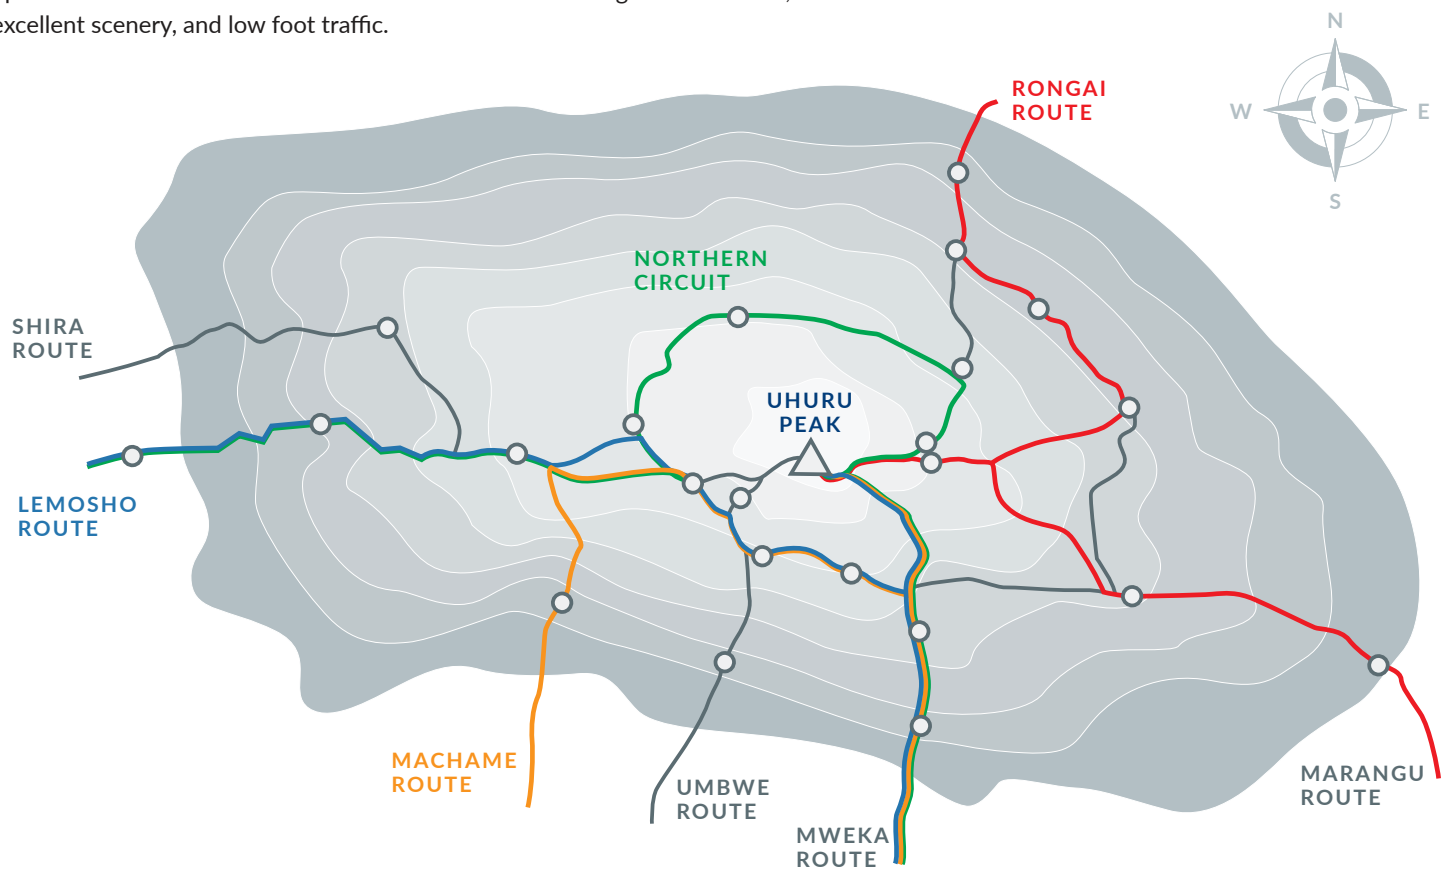 excellent scenery, and low foot traffic.
N
W
E
S
RONGAI
ROUTE
NORTHERN
CIRCUIT
SHIRA
ROUTE
UHURU
PEAK
LEMOSHO
ROUTE
MACHAME
ROUTE
UMBWE
ROUTE
MARANGU
ROUTE
MWEKA
ROUTE